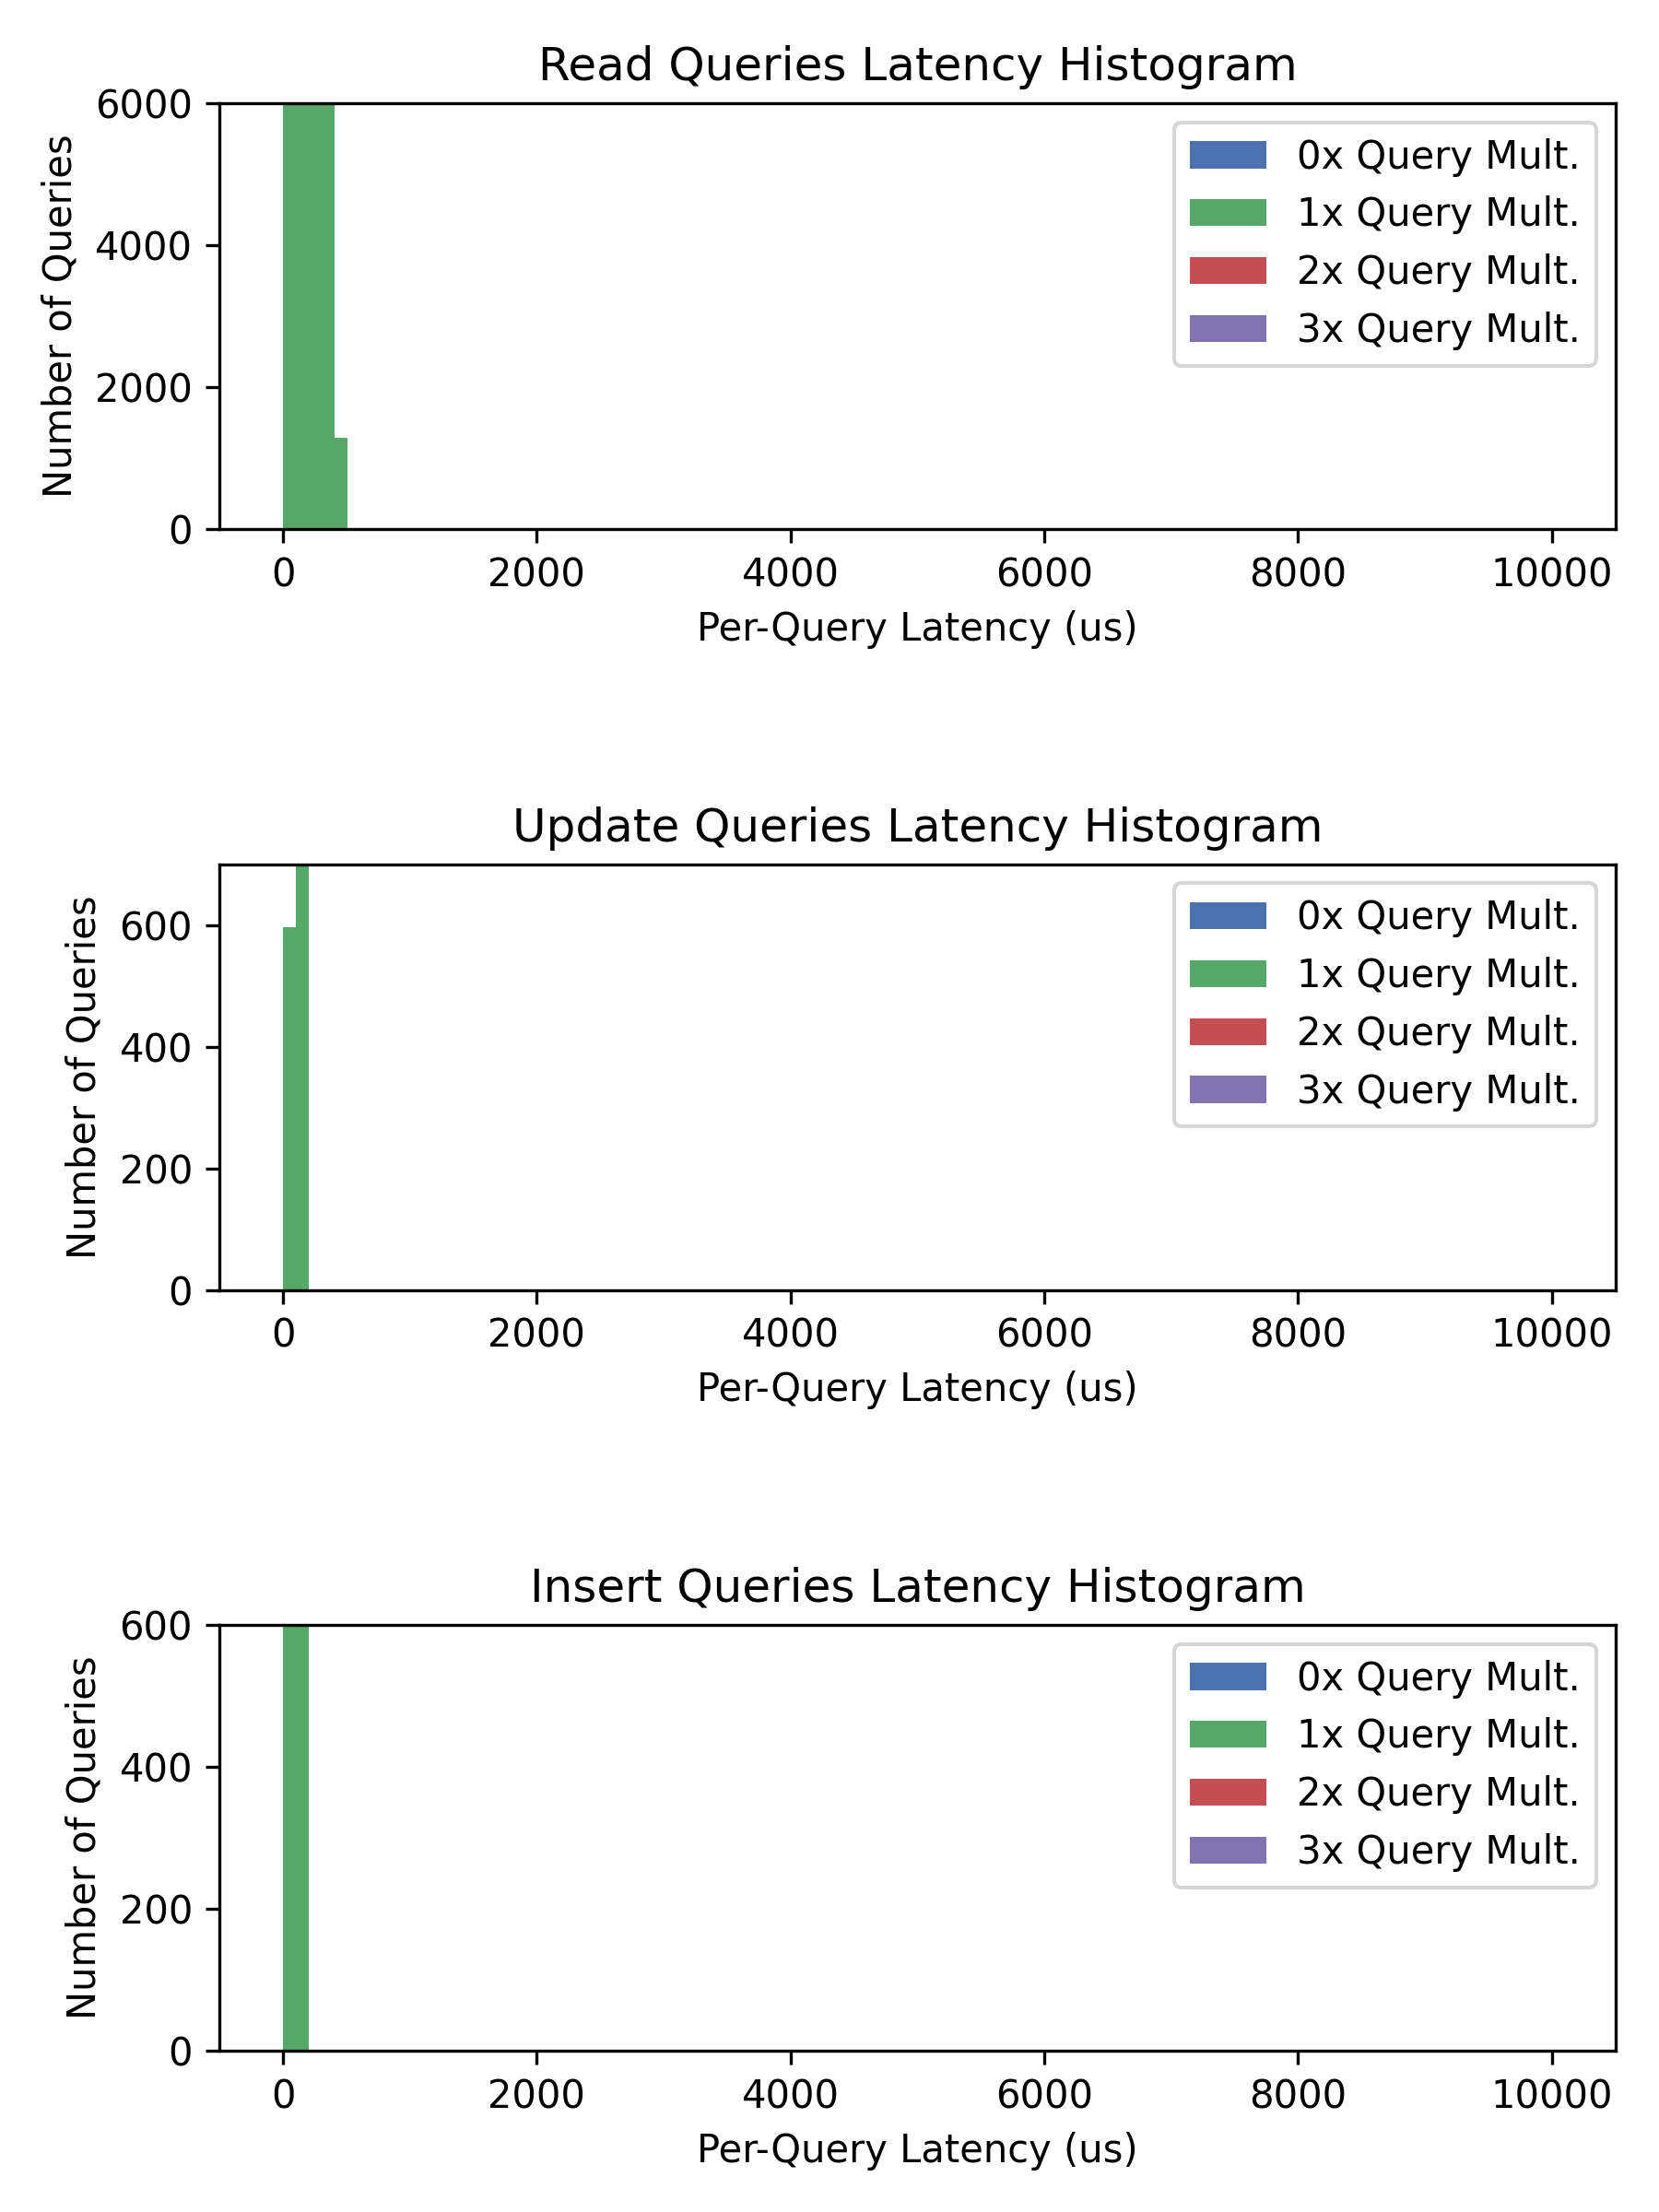 Read Queries Latency Histogram
6000
4000
2000
0
Number of Queries
0x Query Mult.
1x Query Mult.
2x Query Mult.
3x Query Mult.
0 2000 4000 6000 8000 10000
Per-Query Latency (us)
Update Queries Latency Histogram
600
400
200
0
Number of Queries
0x Query Mult.
1x Query Mult.
2x Query Mult.
3x Query Mult.
0 2000 4000 6000 8000 10000
Per-Query Latency (us)
Insert Queries Latency Histogram
600
400
200
0
Number of Queries
0x Query Mult.
1x Query Mult.
2x Query Mult.
3x Query Mult.
0 2000 4000 6000 8000 10000
Per-Query Latency (us)